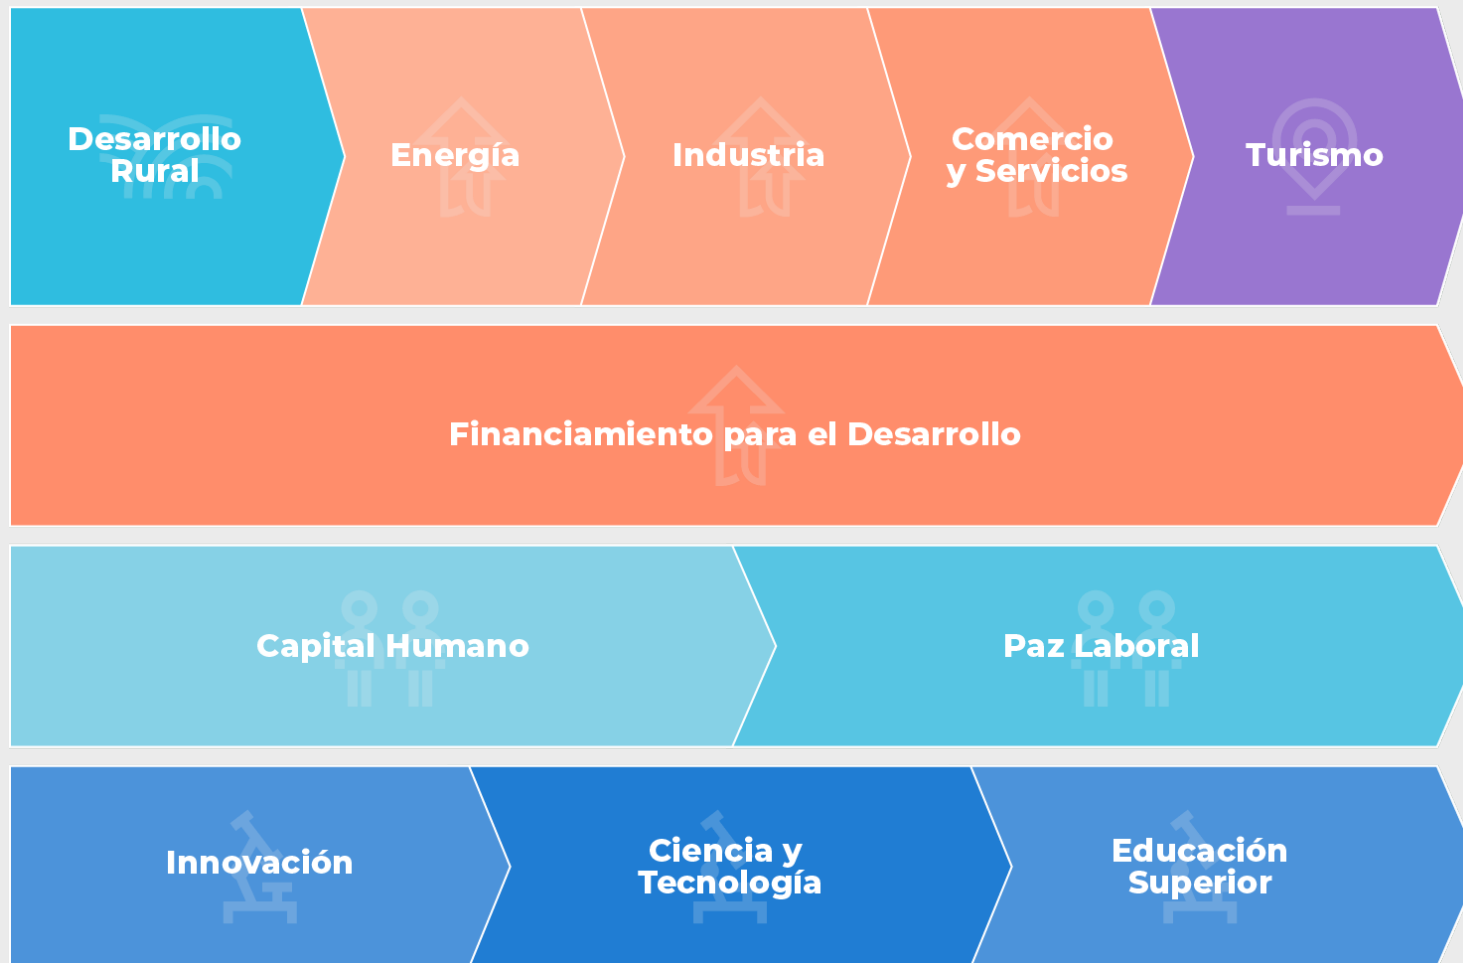 Desarrollo
Rural
Energía
Industria
Comercio
y Servicios
Turismo
Financiamiento para el Desarrollo
Capital Humano
Paz Laboral
Innovación
Ciencia y
Tecnología
Educación
Superior